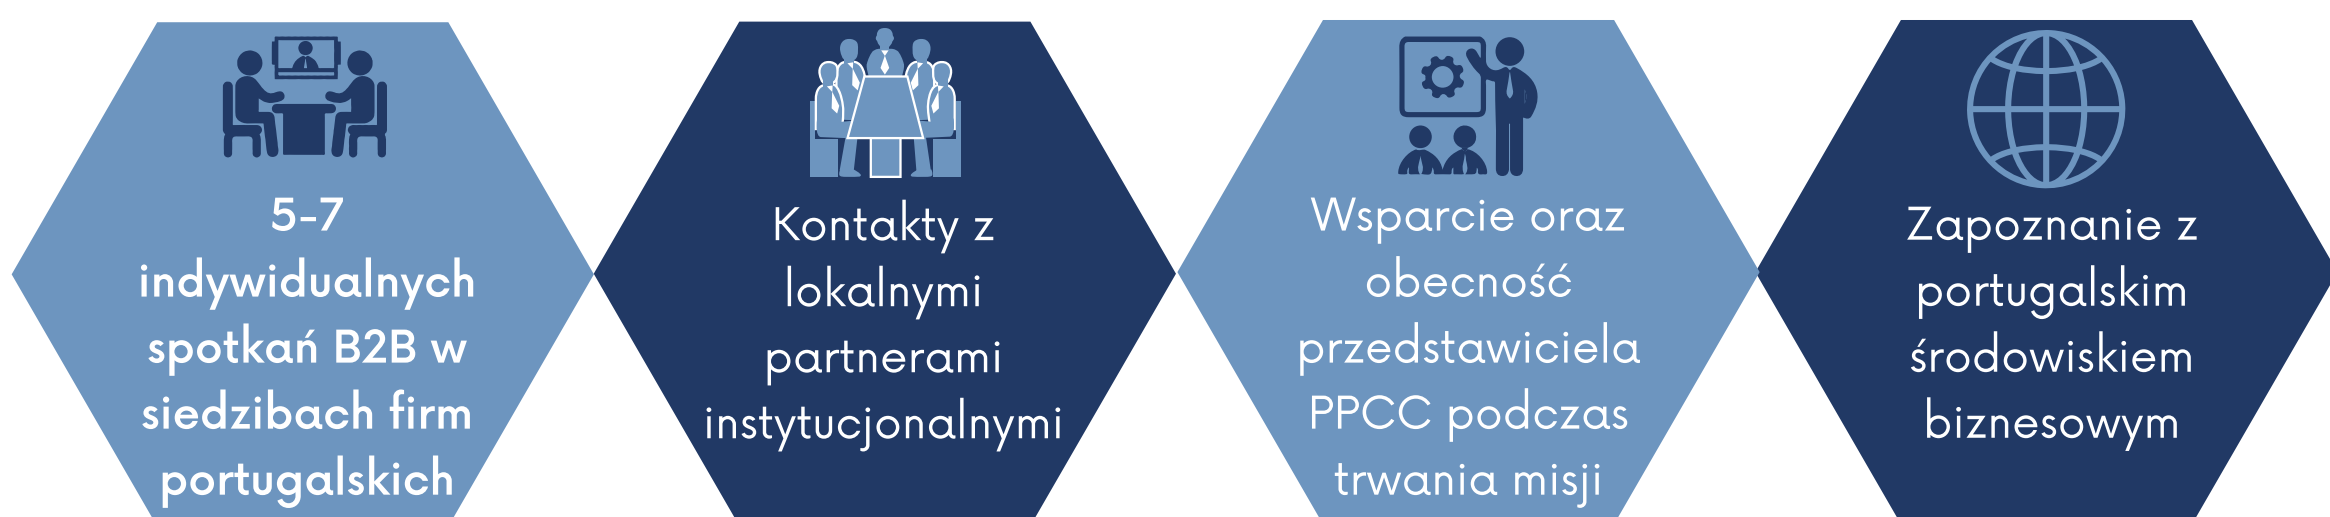 5-7
indywidualnych
spotkań B2B w
siedzibach firm
portugalskich
Kontakty z
lokalnymi
partnerami
instytucjonalnymi
Wsparcie oraz
obecność
przedstawiciela
PPCC podczas
trwania misji
Zapoznanie z
portugalskim
środowiskiem
biznesowym